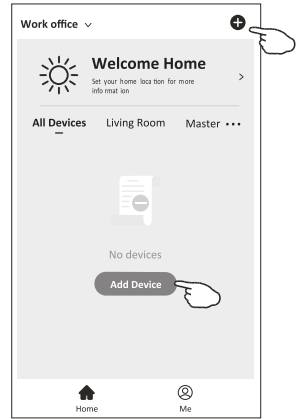 Work office
Welcome Home
Set your home loca tion for more
info rmat ion
All Devices Living Room Master
No devices
Add Device
Home Me